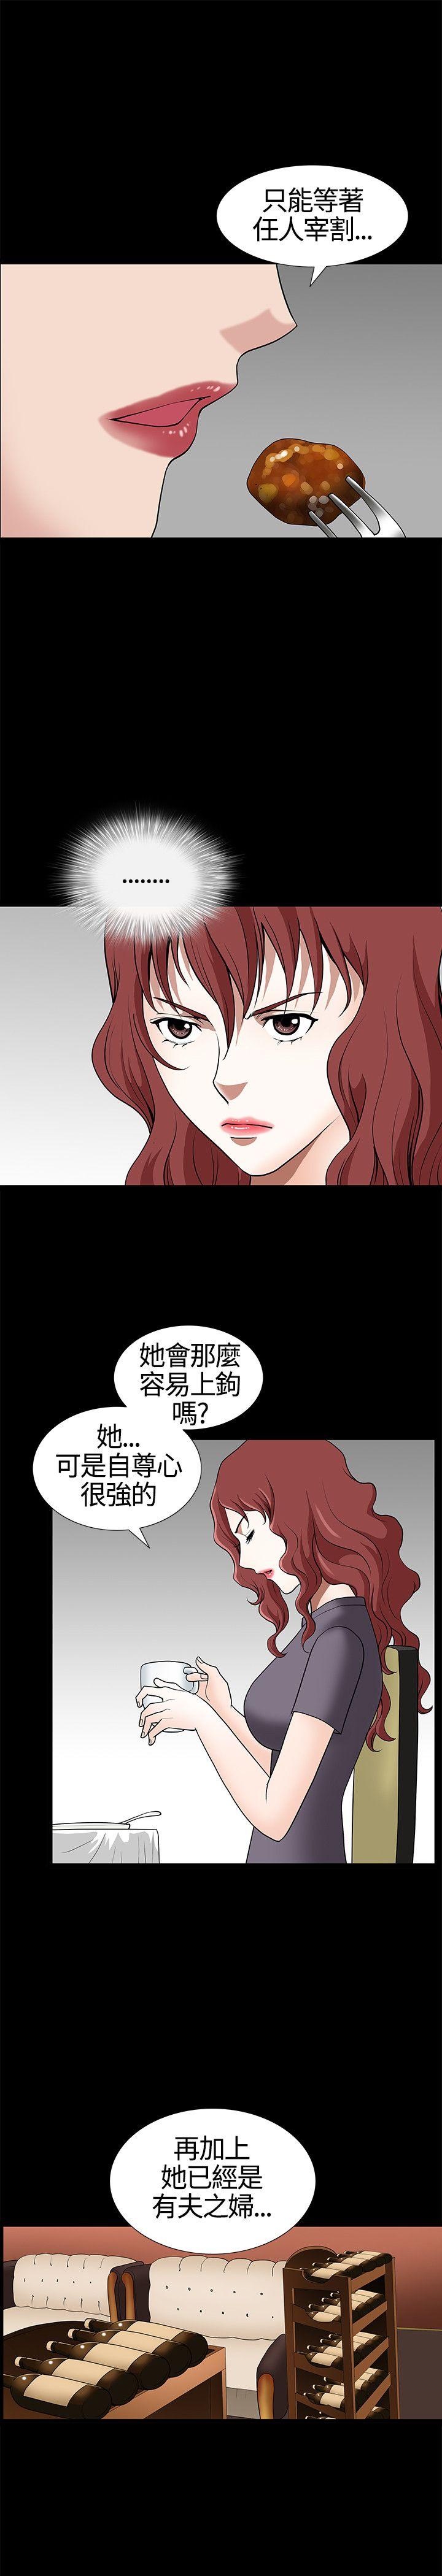 只能等著
任人宰割...
........
她會那麼
容易上鉤
嗎?
她...
可是自尊心
很強的
再加上
她已經是
有夫之婦...